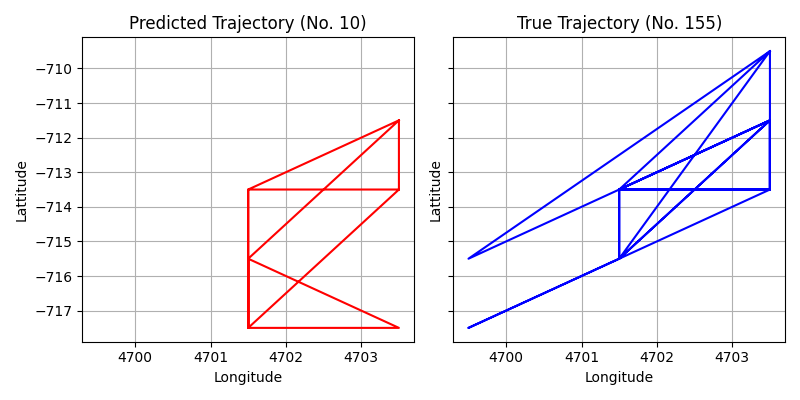 Predicted Trajectory (No. 10)
True Trajectory (No. 155)
−710
−711
−712
−713
−714
−715
−716
−717
Lattitude
Lattitude
4700 4701 4702 4703
4700 4701 4702 4703
Longitude
Longitude